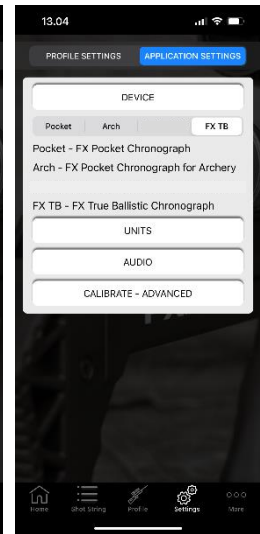 13.04
PROFILE SETTINGS APPLICATION SETTINGS
DEVICE
Pocket Arch FX TB
Pocket - FX Pocket Chronograph
Arch - FX Pocket Chronograph for Archery
FX TB - FX True Ballistic Chronograph
UNITS
AUDIO
CALIBRATE - ADVANCED
Home Shot String Profile Settings More